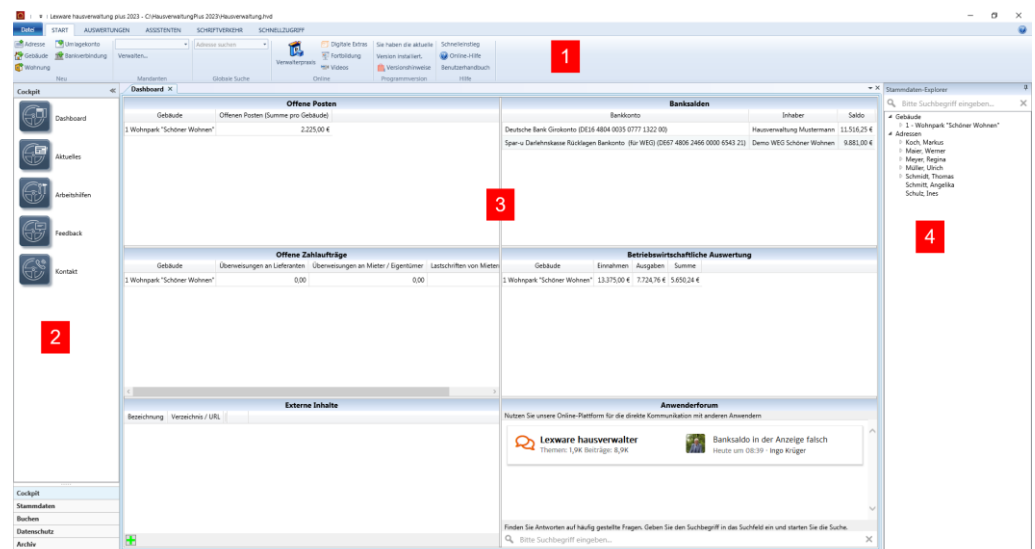 Lexware hausverwaltung plus 2023 - C:\HausverwaltungPlus 2023\Hausverwaltung.hvd
Datei START AUSWERTUNGEN ASSISTENTEN SCHRIFTVERKEHR SCHNELLZUGRIFF
Adresse Umlagekonto Adresse suchen Digitale Extras Sie haben die aktuelle Schnelleinstieg
Gebäude Bankverbindung Verwalten... Verwalterpraxis Fortbildung Version installiert. Online-Hilfe
Wohnung Videos Versionshinweise Benutzerhandbuch
Neu Mandanten Globale Suche Online Programmversion Hilfe
1
Cockpit
Dashboard
Aktuelles
Arbeitshilfen
Feedback
Kontakt
2
Cockpit
Stammdaten
Buchen
Datenschutz
Archiv
Dashboard
Offene Posten
Gebäude Offenen Posten (Summe pro Gebäude)
1 Wohnpark "Schöner Wohnen" 2.225,00 €
Banksalden
Bankkonto Inhaber Saldo
Deutsche Bank Girokonto (DE16 4804 0035 0777 1322 00) Hausverwaltung Mustermann 11.516,25 €
Spar-u Darlehnskasse Rücklagen Bankonto (für WEG) (DE67 4806 2466 0000 6543 21) Demo WEG Schöner Wohnen 9.881,00 €
3
Offene Zahlaufträge
Gebäude Überweisungen an Lieferanten Überweisungen an Mieter / Eigentümer Lastschriften von Mieten
1 Wohnpark "Schöner Wohnen" 0,00 0,00
Betriebswirtschaftliche Auswertung
Gebäude Einnahmen Ausgaben Summe
1 Wohnpark "Schöner Wohnen" 13.375,00 € 7.724,76 € 5.650,24 €
Externe Inhalte
Bezeichnung Verzeichnis / URL
Anwenderforum
Nutzen Sie unsere Online-Plattform für die direkte Kommunikation mit anderen Anwendern
Lexware hausverwalter Banksaldo in der Anzeige falsch
Themen: 1,9K Beiträge: 8,9K Heute um 08:39 - Ingo Krüger
Finden Sie Antworten auf häufig gestellte Fragen. Geben Sie den Suchbegriff in das Suchfeld ein und starten Sie die Suche.
Bitte Suchbegriff eingeben...
Stammdaten-Explorer
Bitte Suchbegriff eingeben...
Gebäude
1 - Wohnpark "Schöner Wohnen"
Adressen
Koch, Markus
Maier, Werner
Meyer, Regina
Müller, Ulrich
Schmidt, Thomas
Schmitt, Angelika
Schulz, Ines
4